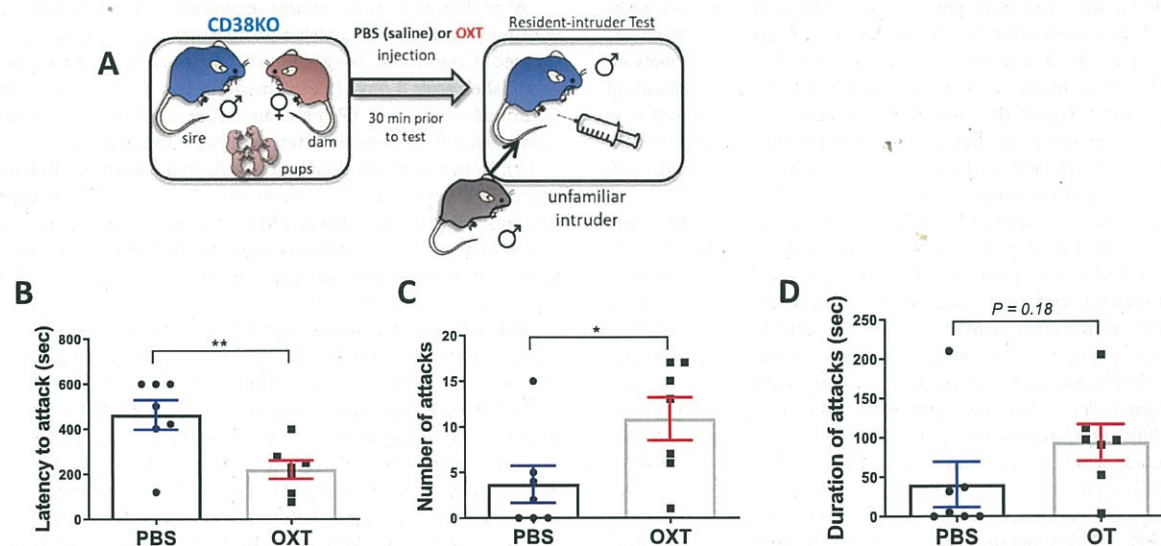 CD38KO
A
sire
♂
♀
dam
pups
PBS (saline) or OXT
injection
30 min prior
to test
Resident-intruder Test
♂
unfamiliar
intruder
♂
B
Latency to attack (sec)
800
600
400
200
0
**
PBS
OXT
C
Number of attacks
20
15
10
5
0
*
PBS
OXT
D
Duration of attacks (sec)
250
200
150
100
50
0
P = 0.18
PBS
OT